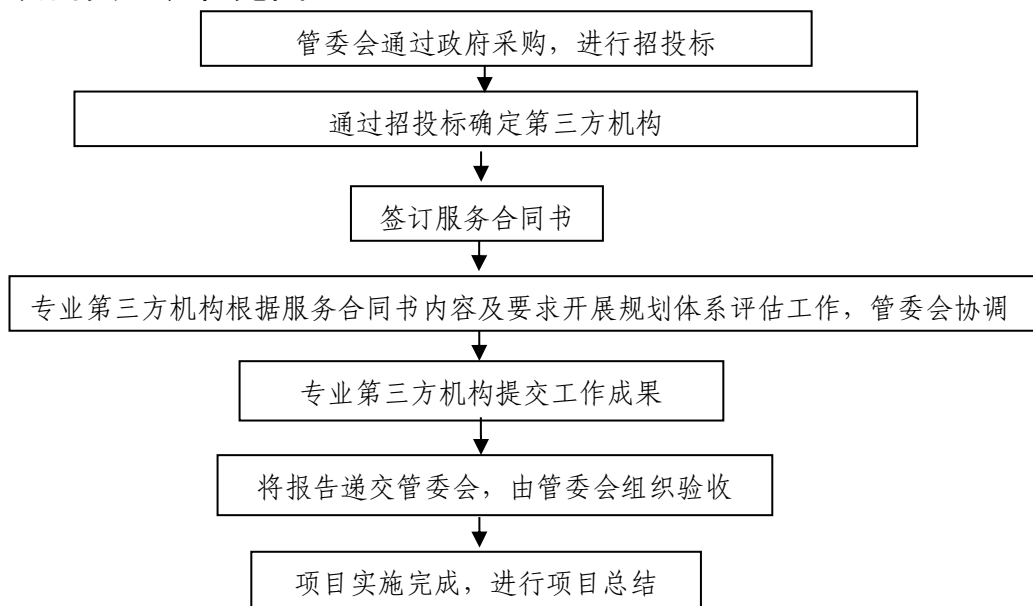 管委会通过政府采购，进行招投标
通过招投标确定第三方机构
签订服务合同书
专业第三方机构根据服务合同书内容及要求开展规划体系评估工作，管委会协调
专业第三方机构提交工作成果
将报告递交管委会，由管委会组织验收
项目实施完成，进行项目总结